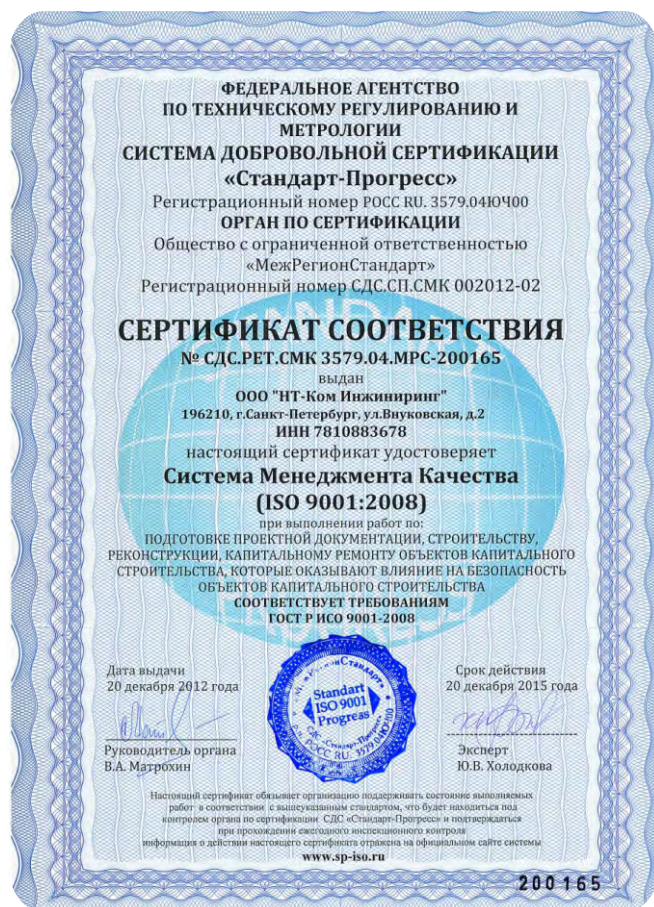 ФЕДЕРАЛЬНОЕ АГЕНТСТВО
ПО ТЕХНИЧЕСКОМУ РЕГУЛИРОВАНИЮ И
МЕТРОЛОГИИ
СИСТЕМА ДОБРОВОЛЬНОЙ СЕРТИФИКАЦИИ
«Стандарт-Прогресс»
Регистрационный номер РОСС RU. 3579.04ЮЧ00
ОРГАН ПО СЕРТИФИКАЦИИ
Общество с ограниченной ответственностью
«МежРегионСтандарт»
Регистрационный номер СДС.СП.СМК 002012-02
СЕРТИФИКАТ СООТВЕТСТВИЯ
№ СДС.РЕТ.СМК 3579.04.МРС-200165
выдан
ООО "НТ-Ком Инжиниринг"
196210, г.Санкт-Петербург, ул.Внуковская, д.2
ИНН 7810883678
настоящий сертификат удостоверяет
Система Менеджмента Качества
(ISO 9001:2008)
при выполнении работ по:
ПОДГОТОВКЕ ПРОЕКТНОЙ ДОКУМЕНТАЦИИ, СТРОИТЕЛЬСТВУ,
РЕКОНСТРУКЦИИ, КАПИТАЛЬНОМУ РЕМОНТУ ОБЪЕКТОВ КАПИТАЛЬНОГО
СТРОИТЕЛЬСТВА, КОТОРЫЕ ОКАЗЫВАЮТ ВЛИЯНИЕ НА БЕЗОПАСНОСТЬ
ОБЪЕКТОВ КАПИТАЛЬНОГО СТРОИТЕЛЬСТВА
СООТВЕТСТВУЕТ ТРЕБОВАНИЯМ
ГОСТ Р ИСО 9001-2008
Дата выдачи
20 декабря 2012 года
Срок действия
20 декабря 2015 года
«МежРегионСтандарт»
Standart
ISO 9001
Progress
СДС «Стандарт-Прогресс»
РОСС RU. 3579.04ЮЧ00
Руководитель органа
В.А. Матрохин
Эксперт
Ю.В. Холодкова
Настоящий сертификат обязывает организацию поддерживать состояние выполняемых
работ в соответствии с вышеуказанным стандартом, что будет находиться под
контролем органа по сертификации СДС «Стандарт-Прогресс» и подтверждаться
при прохождении ежегодного инспекционного контроля
информация о действии настоящего сертификата отражена на официальном сайте системы
www.sp-iso.ru
200165